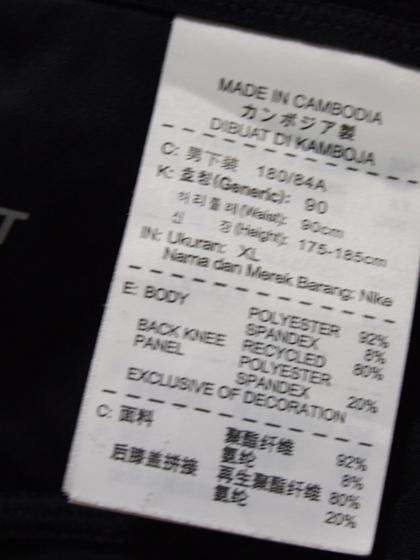 MADE IN CAMBODIA
カンボジア製
DIBUAT DI KAMBOJA
C: 男下装 180/84A
K: 호칭(Generic): 90
허리둘레(Waist): 90cm
신 장(Height): 175-185cm
IN: Ukuran: XL
Nama dan Merek Barang: Nike
E: BODY POLYESTER 92%
SPANDEX 8%
BACK KNEE RECYCLED 80%
PANEL POLYESTER
SPANDEX 20%
EXCLUSIVE OF DECORATION
C: 面料 聚酯纤维 92%
氨纶 8%
后膝盖拼接 再生聚酯纤维 80%
氨纶 20%
T